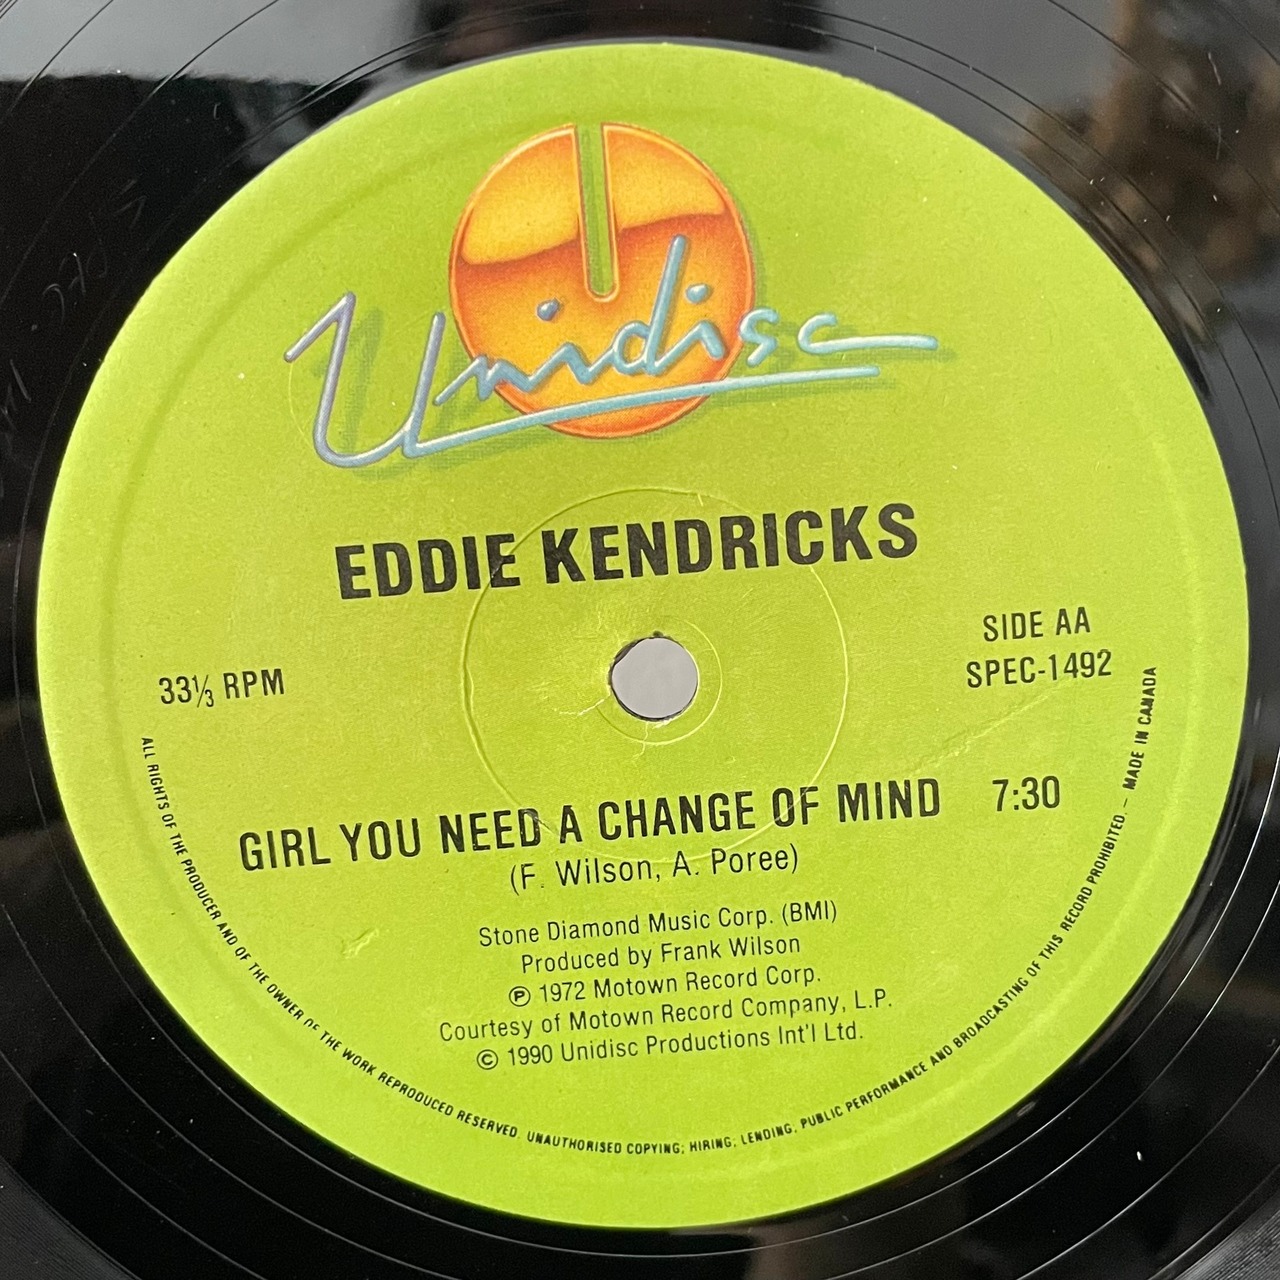 Unidisc
EDDIE KENDRICKS
SIDE AA
SPEC-1492
33⅓ RPM
GIRL YOU NEED A CHANGE OF MIND 7:30
(F. Wilson, A. Poree)
Stone Diamond Music Corp. (BMI)
Produced by Frank Wilson
℗ 1972 Motown Record Corp.
Courtesy of Motown Record Company, L.P.
© 1990 Unidisc Productions Int'l Ltd.
ALL RIGHTS OF THE PRODUCER AND OF THE OWNER OF THE WORK REPRODUCED RESERVED. UNAUTHORISED COPYING; HIRING; LENDING, PUBLIC PERFORMANCE AND BROADCASTING OF THIS RECORD PROHIBITED. – MADE IN CANADA